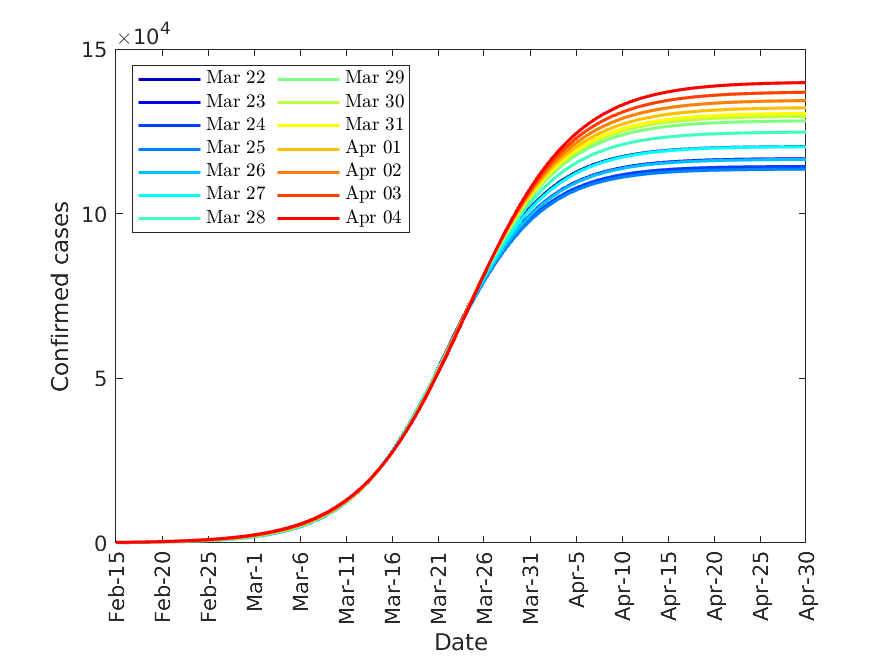 ×10^4
15
10
5
0
Confirmed cases
Mar 22 Mar 29
Mar 23 Mar 30
Mar 24 Mar 31
Mar 25 Apr 01
Mar 26 Apr 02
Mar 27 Apr 03
Mar 28 Apr 04
Feb-15 Feb-20 Feb-25 Mar-1 Mar-6 Mar-11 Mar-16 Mar-21 Mar-26 Mar-31 Apr-5 Apr-10 Apr-15 Apr-20 Apr-25 Apr-30
Date